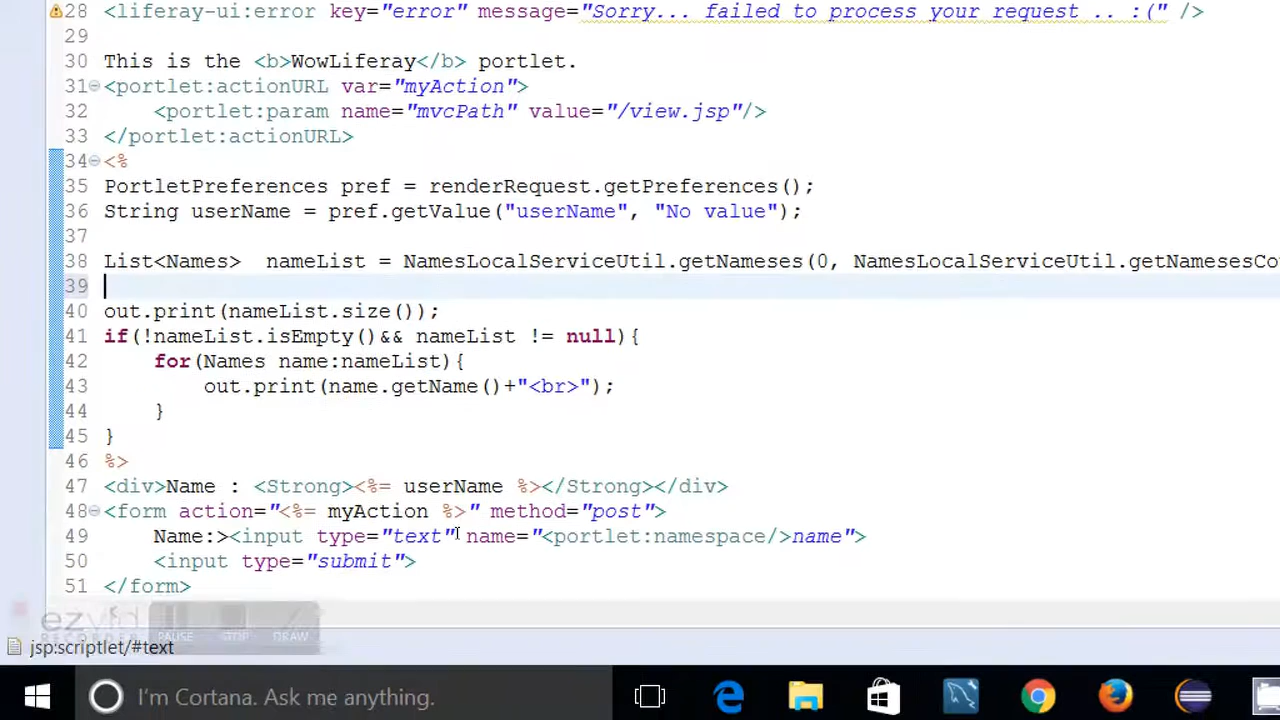 28 <liferay-ui:error key="error" message="Sorry... failed to process your request .. :(" />
29
30 This is the <b>WowLiferay</b> portlet.
31 <portlet:actionURL var="myAction">
32 <portlet:param name="mvcPath" value="/view.jsp"/>
33 </portlet:actionURL>
34 <%
35 PortletPreferences pref = renderRequest.getPreferences();
36 String userName = pref.getValue("userName", "No value");
37
38 List<Names>  nameList = NamesLocalServiceUtil.getNameses(0, NamesLocalServiceUtil.getNamesesCo
39
40 out.print(nameList.size());
41 if(!nameList.isEmpty()&& nameList != null){
42 for(Names name:nameList){
43 out.print(name.getName()+"<br>");
44 }
45 }
46 %>
47 <div>Name : <Strong><%= userName %></Strong></div>
48 <form action="<%= myAction %>" method="post">
49 Name:><input type="text" name="<portlet:namespace/>name">
50 <input type="submit">
51 </form>
RECORDER PAUSE STOP DRAW
jsp:scriptlet/#text
I'm Cortana. Ask me anything.